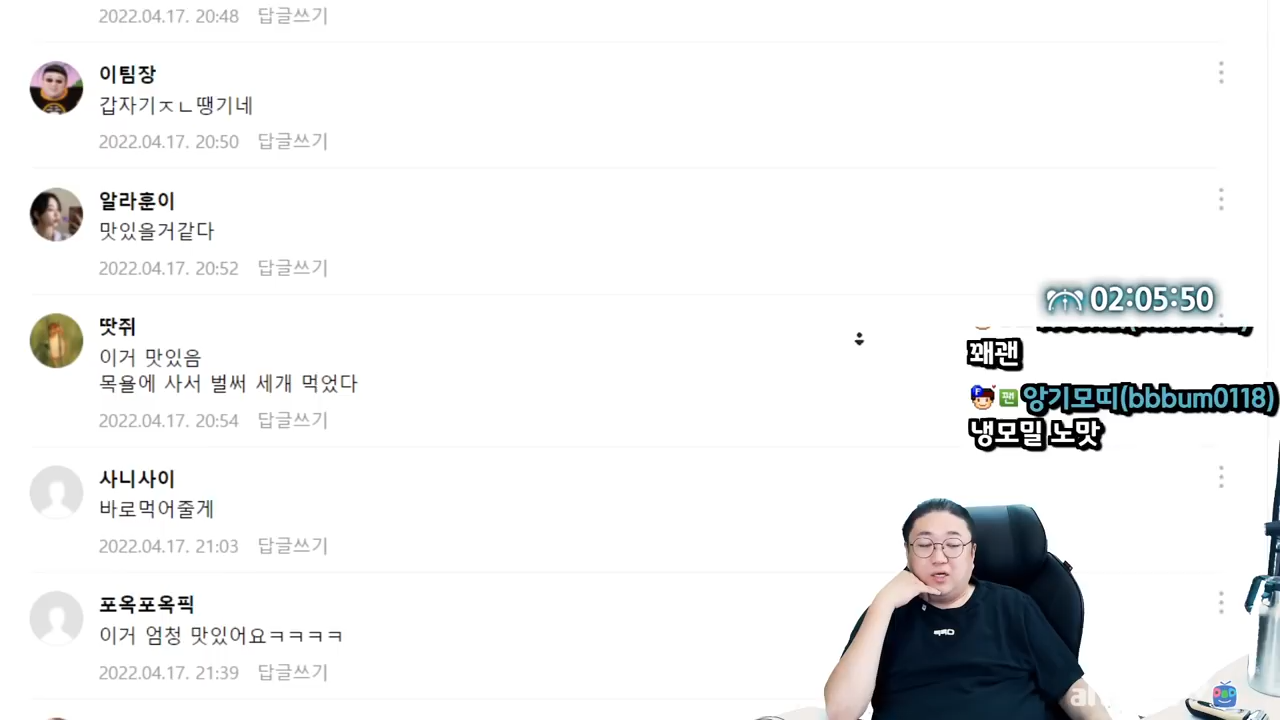 2022.04.17. 20:48 답글쓰기
이팀장
갑자기ㅈㄴ땡기네
2022.04.17. 20:50 답글쓰기
알라훈이
맛있을거같다
2022.04.17. 20:52 답글쓰기
땃쥐
이거 맛있음
목욜에 사서 벌써 세개 먹었다
2022.04.17. 20:54 답글쓰기
사니사이
바로먹어줄게
2022.04.17. 21:03 답글쓰기
포옥포옥픽
이거 엄청 맛있어요ㅋㅋㅋㅋ
2022.04.17. 21:39 답글쓰기
02:05:50
꽤괜
F 팬 앙기모띠(bbbum0118)
냉모밀 노맛